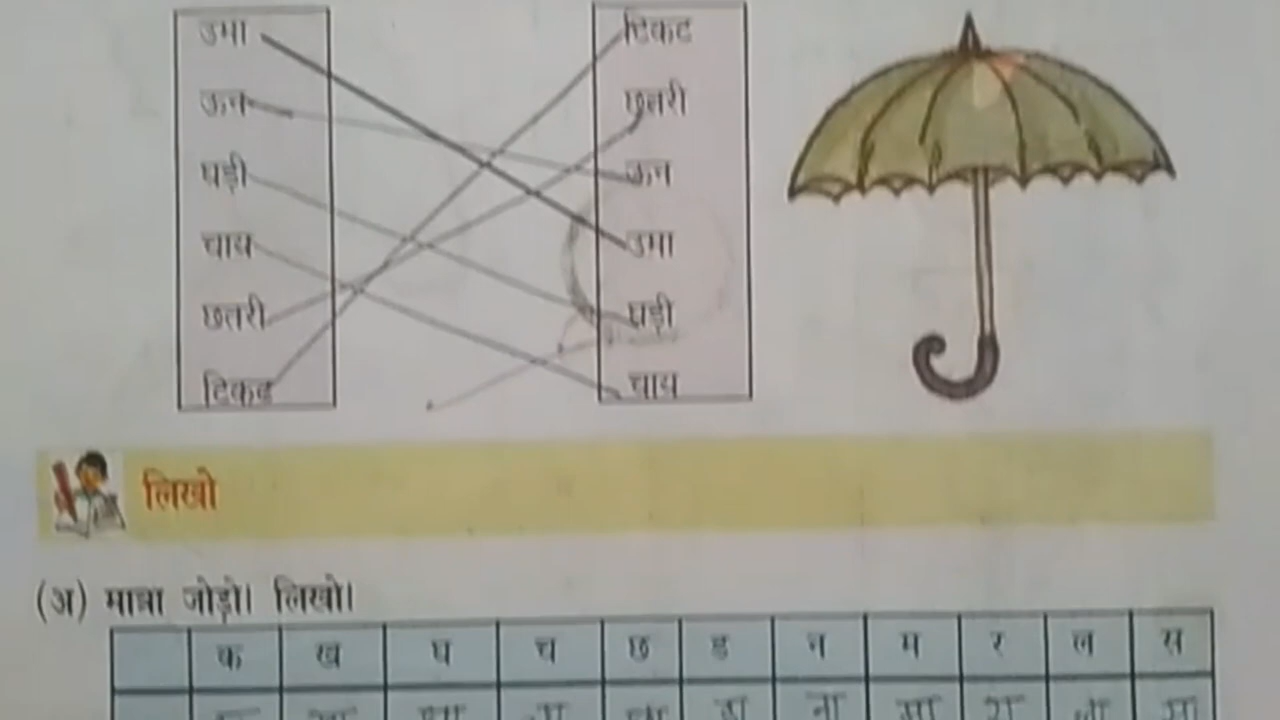 उमा
ऊन
घड़ी
चाय
छतरी
टिकट
टिकट
छतरी
ऊन
उमा
घड़ी
चाय
लिखो
(अ) मात्रा जोड़ो। लिखो।
क ख घ च छ ड न म र ल स